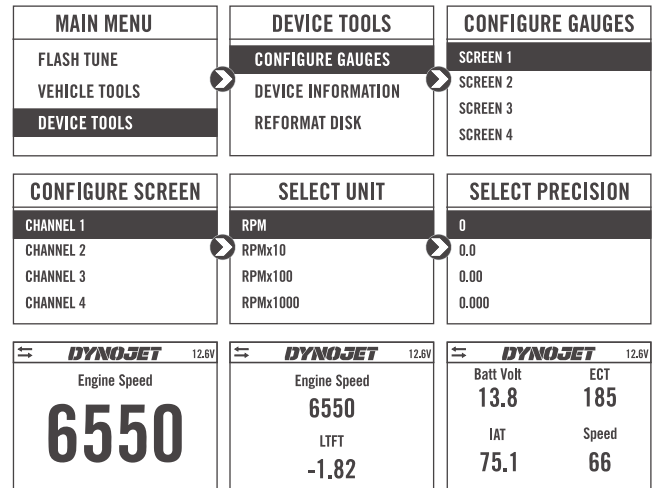 MAIN MENU
FLASH TUNE
VEHICLE TOOLS
DEVICE TOOLS
DEVICE TOOLS
CONFIGURE GAUGES
DEVICE INFORMATION
REFORMAT DISK
CONFIGURE GAUGES
SCREEN 1
SCREEN 2
SCREEN 3
SCREEN 4
CONFIGURE SCREEN
CHANNEL 1
CHANNEL 2
CHANNEL 3
CHANNEL 4
SELECT UNIT
RPM
RPMx10
RPMx100
RPMx1000
SELECT PRECISION
0
0.0
0.00
0.000
DYNOJET 12.6V
Engine Speed
6550
DYNOJET 12.6V
Engine Speed
6550
LTFT
-1.82
DYNOJET 12.6V
Batt Volt ECT
13.8 185
IAT Speed
75.1 66